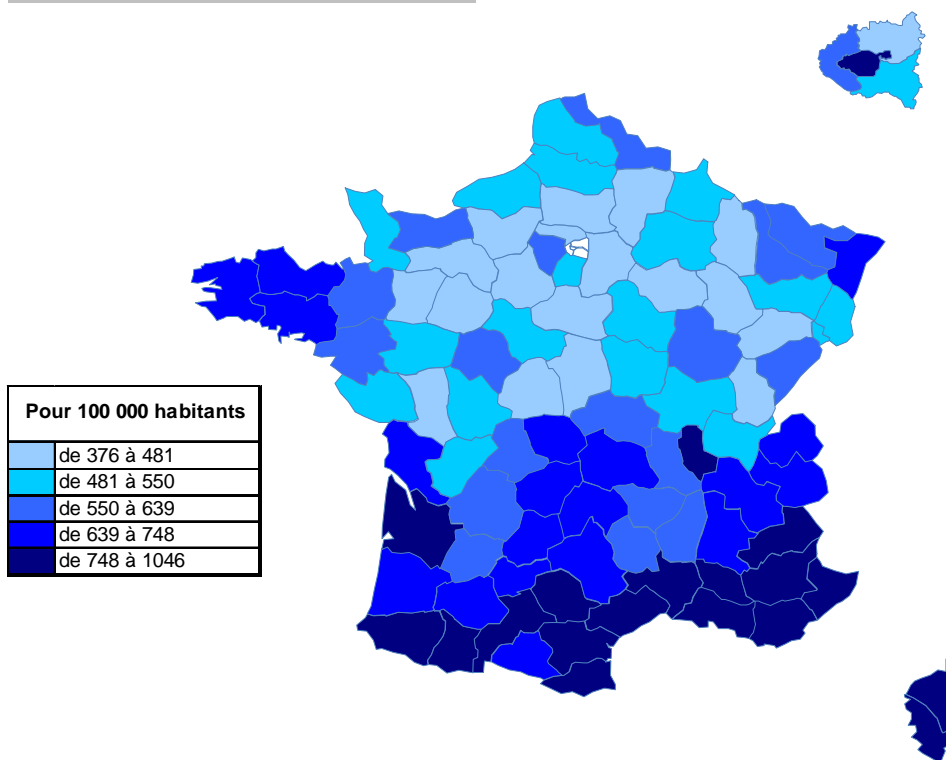 Pour 100 000 habitants
de 376 à 481
de 481 à 550
de 550 à 639
de 639 à 748
de 748 à 1046